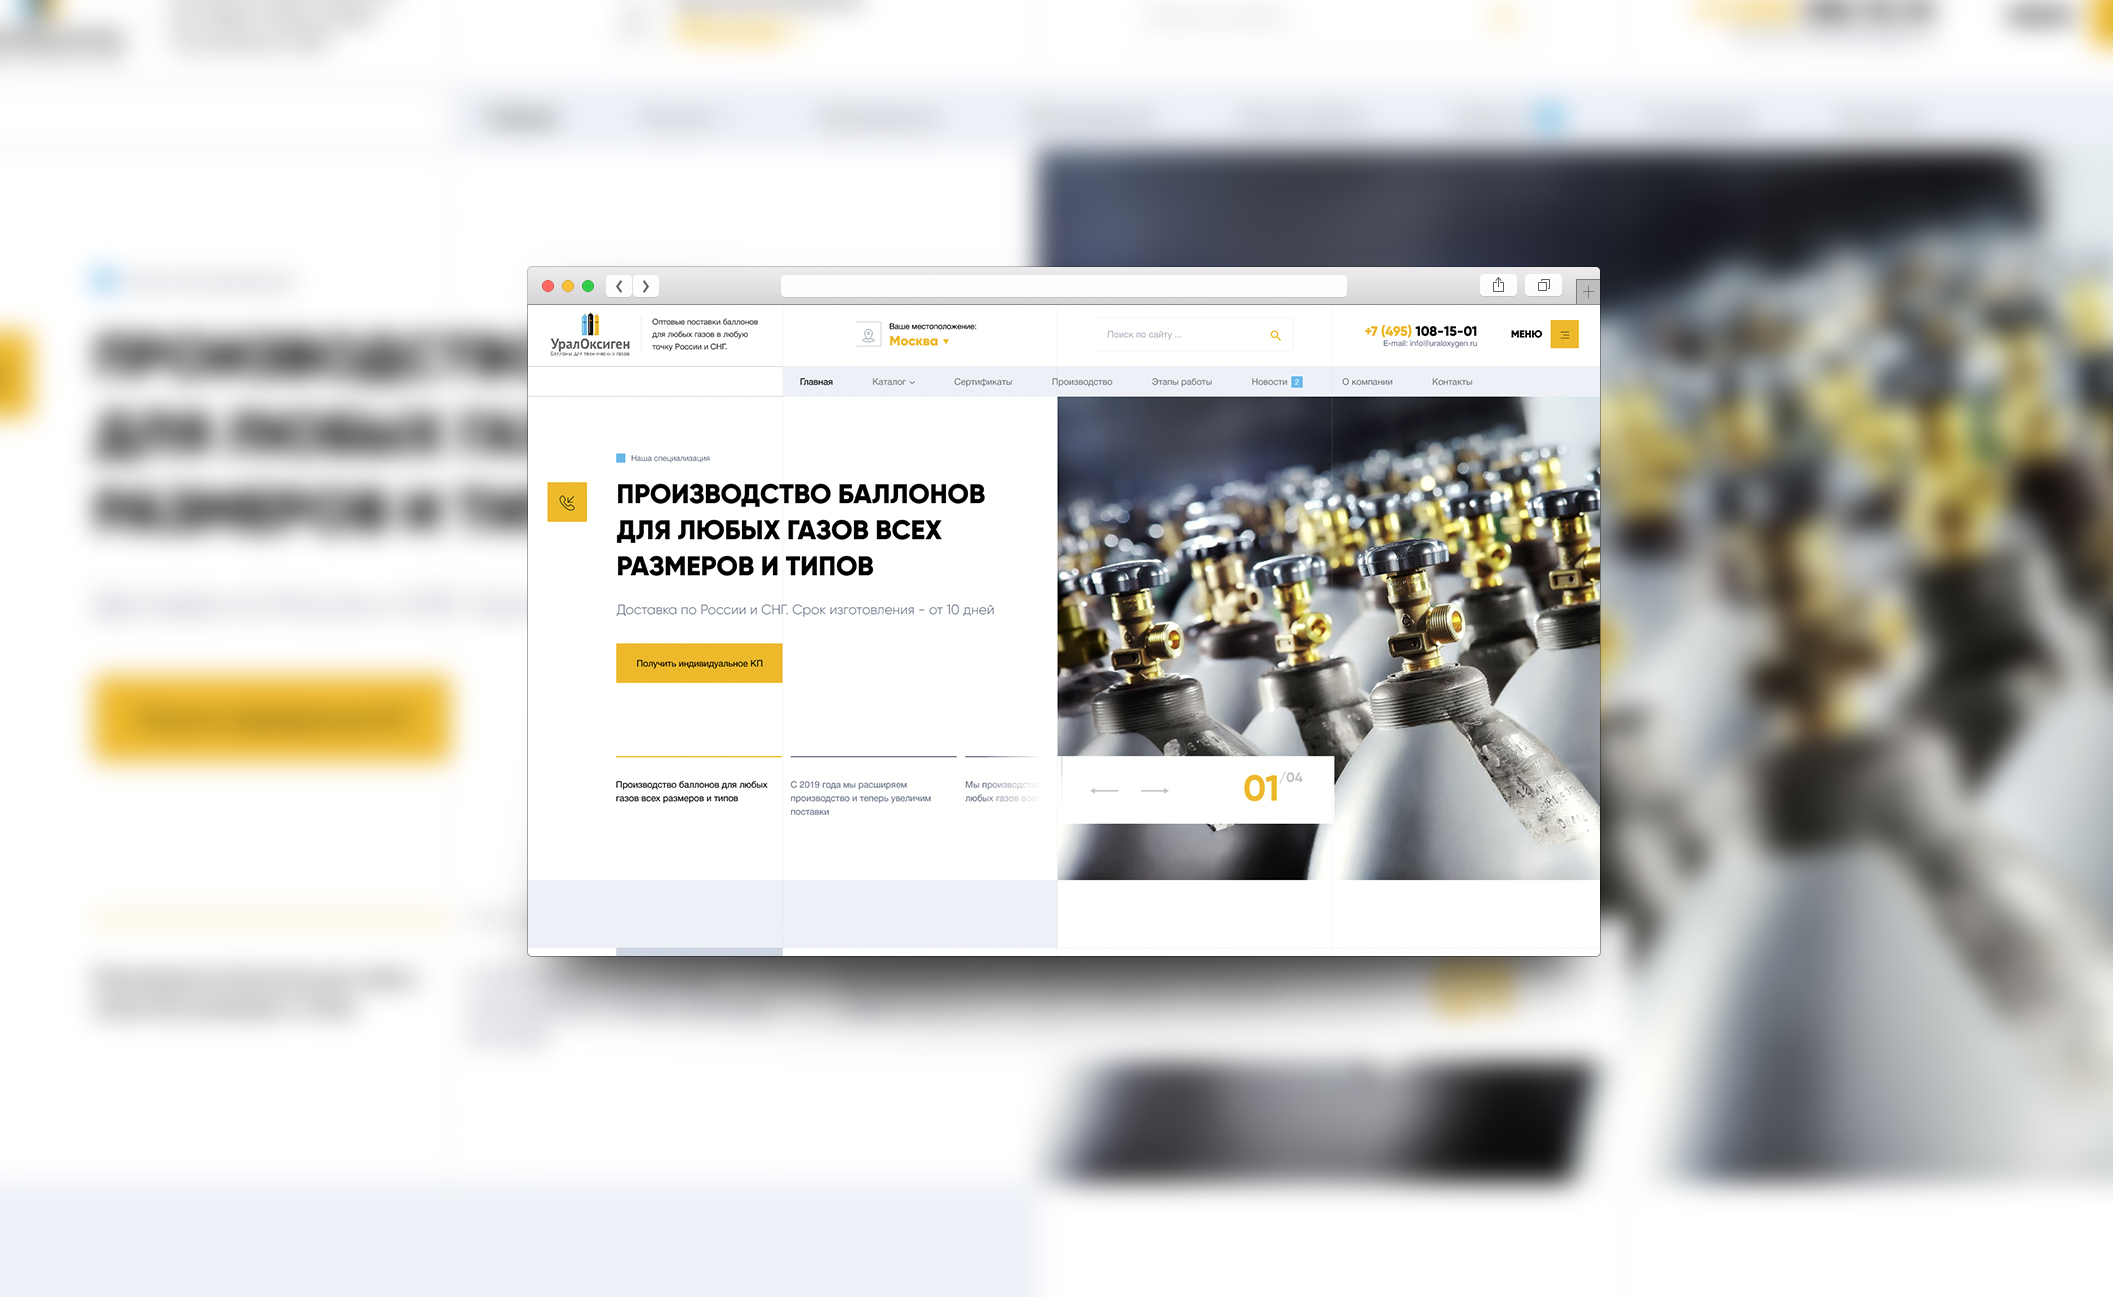 УралОксиген
Баллоны для технических газов
Оптовые поставки баллонов
для любых газов в любую
точку России и СНГ.
Ваше местоположение:
Москва
Поиск по сайту ...
+7 (495) 108-15-01
E-mail: info@uraloxygen.ru
МЕНЮ
Главная
Каталог
Сертификаты
Производство
Этапы работы
Новости 2
О компании
Контакты
Наша специализация
ПРОИЗВОДСТВО БАЛЛОНОВ
ДЛЯ ЛЮБЫХ ГАЗОВ ВСЕХ
РАЗМЕРОВ И ТИПОВ
Доставка по России и СНГ. Срок изготовления - от 10 дней
Получить индивидуальное КП
Производство баллонов для любых
газов всех размеров и типов
С 2019 года мы расширяем
производство и теперь увеличим
поставки
Мы производство
любых газов все
01/04